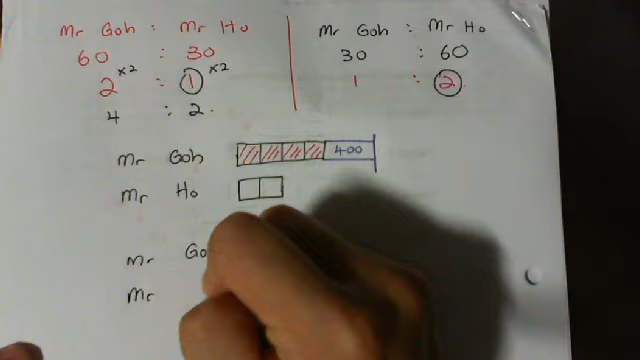 Mr Goh : Mr Ho
60 : 30
2 ×2 : 1 ×2
4 : 2
Mr Goh : Mr Ho
30 : 60
1 : 2
Mr Goh 400
Mr Ho
Mr Go
Mr